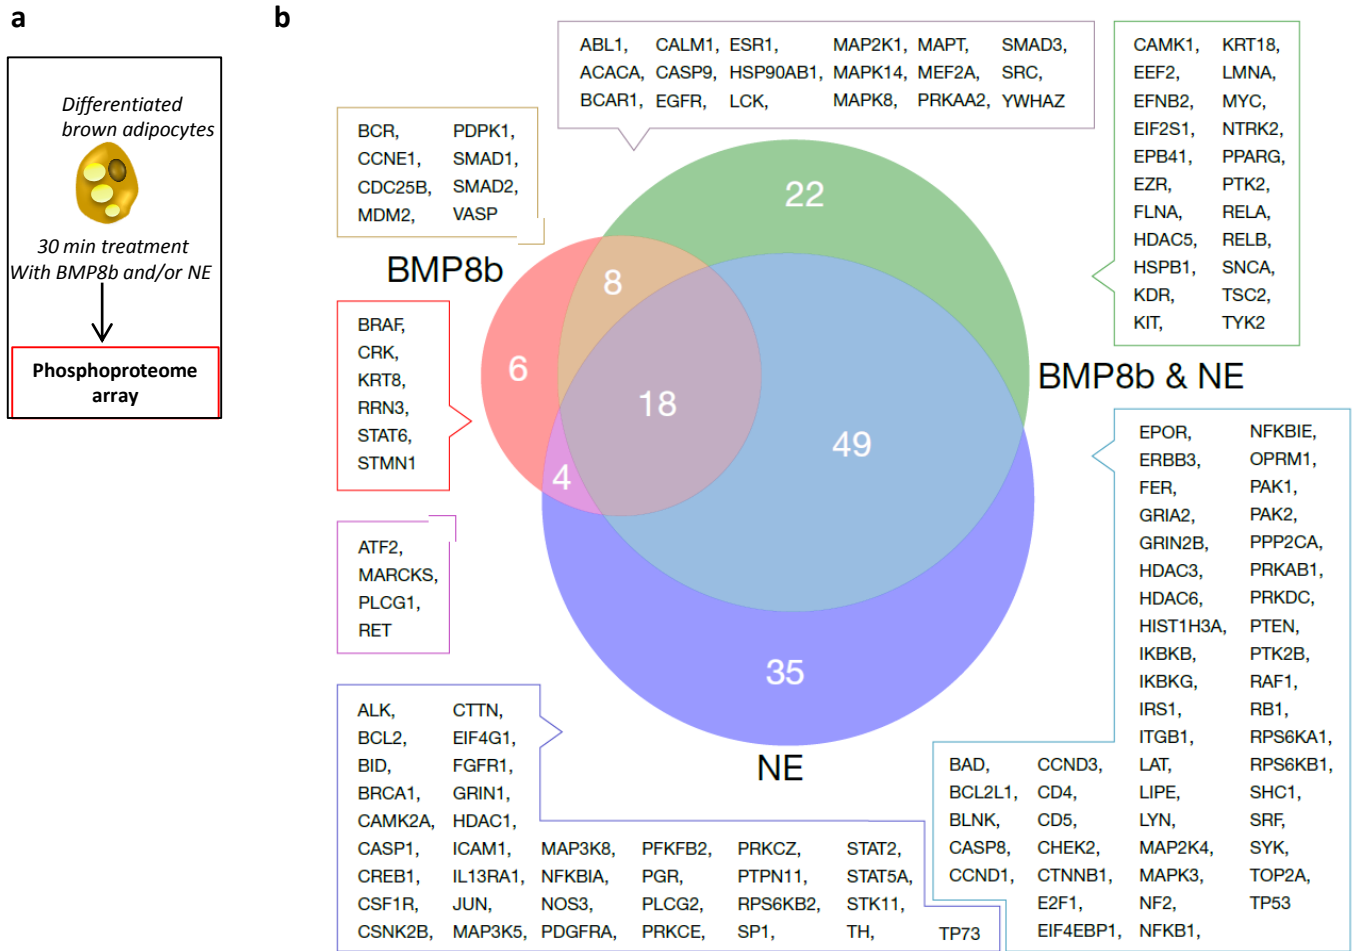 a
Differentiated
brown adipocytes
30 min treatment
With BMP8b and/or NE
Phosphoproteome
array
b
ABL1, CALM1, ESR1, MAP2K1, MAPT, SMAD3,
ACACA, CASP9, HSP90AB1, MAPK14, MEF2A, SRC,
BCAR1, EGFR, LCK, MAPK8, PRKAA2, YWHAZ
CAMK1, KRT18,
EEF2, LMNA,
EFNB2, MYC,
EIF2S1, NTRK2,
EPB41, PPARG,
EZR, PTK2,
FLNA, RELA,
HDAC5, RELB,
HSPB1, SNCA,
KDR, TSC2,
KIT, TYK2
BCR, PDPK1,
CCNE1, SMAD1,
CDC25B, SMAD2,
MDM2, VASP
BMP8b
22
8
6
18
49
4
35
BMP8b & NE
NE
BRAF,
CRK,
KRT8,
RRN3,
STAT6,
STMN1
ATF2,
MARCKS,
PLCG1,
RET
ALK, CTTN,
BCL2, EIF4G1,
BID, FGFR1,
BRCA1, GRIN1,
CAMK2A, HDAC1,
CASP1, ICAM1, MAP3K8, PFKFB2, PRKCZ, STAT2,
CREB1, IL13RA1, NFKBIA, PGR, PTPN11, STAT5A,
CSF1R, JUN, NOS3, PLCG2, RPS6KB2, STK11,
CSNK2B, MAP3K5, PDGFRA, PRKCE, SP1, TH, TP73
EPOR, NFKBIE,
ERBB3, OPRM1,
FER, PAK1,
GRIA2, PAK2,
GRIN2B, PPP2CA,
HDAC3, PRKAB1,
HDAC6, PRKDC,
HIST1H3A, PTEN,
IKBKB, PTK2B,
IKBKG, RAF1,
IRS1, RB1,
ITGB1, RPS6KA1,
BAD, CCND3, LAT, RPS6KB1,
BCL2L1, CD4, LIPE, SHC1,
BLNK, CD5, LYN, SRF,
CASP8, CHEK2, MAP2K4, SYK,
CCND1, CTNNB1, MAPK3, TOP2A,
E2F1, NF2, TP53
EIF4EBP1, NFKB1,